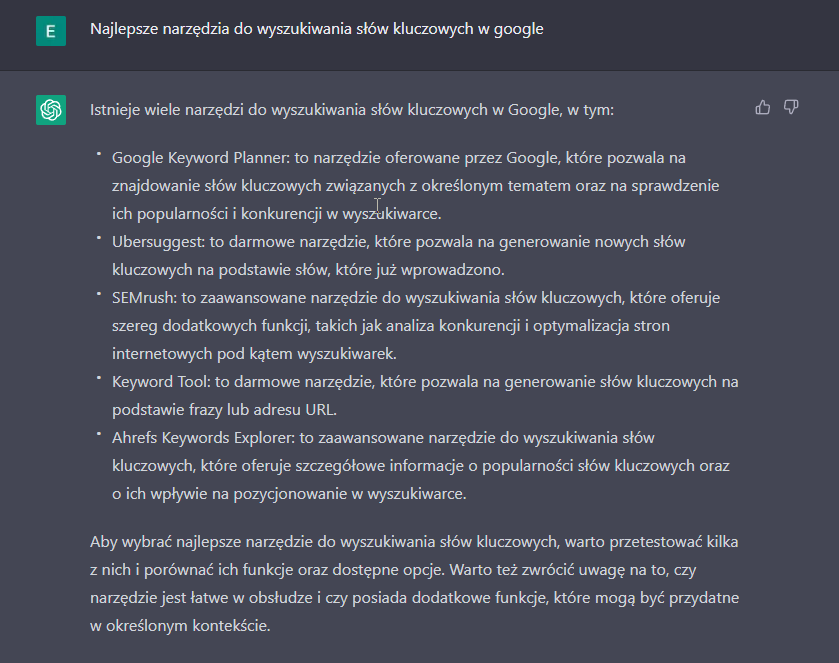 E
Najlepsze narzędzia do wyszukiwania słów kluczowych w google
Istnieje wiele narzędzi do wyszukiwania słów kluczowych w Google, w tym:
• Google Keyword Planner: to narzędzie oferowane przez Google, które pozwala na
znajdowanie słów kluczowych związanych z określonym tematem oraz na sprawdzenie
ich popularności i konkurencji w wyszukiwarce.
• Ubersuggest: to darmowe narzędzie, które pozwala na generowanie nowych słów
kluczowych na podstawie słów, które już wprowadzono.
• SEMrush: to zaawansowane narzędzie do wyszukiwania słów kluczowych, które oferuje
szereg dodatkowych funkcji, takich jak analiza konkurencji i optymalizacja stron
internetowych pod kątem wyszukiwarek.
• Keyword Tool: to darmowe narzędzie, które pozwala na generowanie słów kluczowych na
podstawie frazy lub adresu URL.
• Ahrefs Keywords Explorer: to zaawansowane narzędzie do wyszukiwania słów
kluczowych, które oferuje szczegółowe informacje o popularności słów kluczowych oraz
o ich wpływie na pozycjonowanie w wyszukiwarce.
Aby wybrać najlepsze narzędzie do wyszukiwania słów kluczowych, warto przetestować kilka
z nich i porównać ich funkcje oraz dostępne opcje. Warto też zwrócić uwagę na to, czy
narzędzie jest łatwe w obsłudze i czy posiada dodatkowe funkcje, które mogą być przydatne
w określonym kontekście.